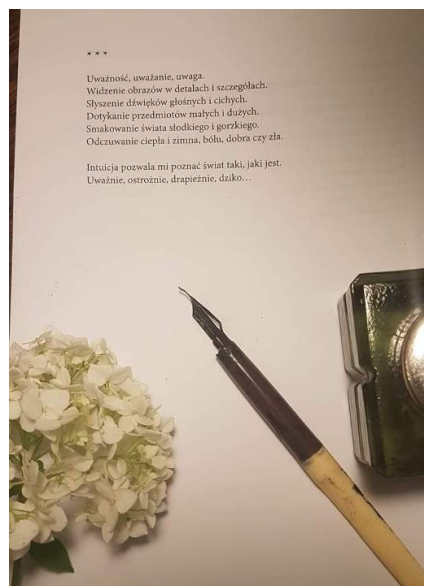 ***
Uważność, uważanie, uwaga.
Widzenie obrazów w detalach i szczegółach.
Słyszenie dźwięków głośnych i cichych.
Dotykanie przedmiotów małych i dużych.
Smakowanie świata słodkiego i gorzkiego.
Odczuwanie ciepła i zimna, bólu, dobra czy zła.
Intuicja pozwala mi poznać świat taki, jaki jest.
Uważnie, ostrożnie, drapieżnie, dziko…